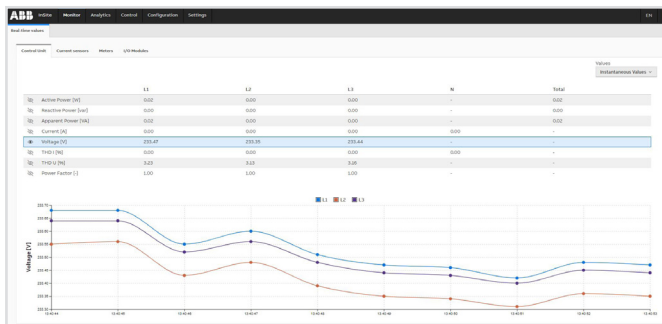 ABB InSite Monitor Analytics Control Configuration Settings EN
Real-time values
Control Unit Current sensors Meters I/O Modules
Values
Instantaneous Values
L1 L2 L3 N Total
Active Power [W] 0.02 0.00 0.00 - 0.02
Reactive Power [var] 0.00 0.00 0.00 - 0.00
Apparent Power [VA] 0.02 0.00 0.00 - 0.02
Current [A] 0.00 0.00 0.00 0.00 -
Voltage [V] 233.47 233.35 233.44 - -
THD I [%] 0.00 0.00 0.00 0.00 -
THD U [%] 3.23 3.16 - -
Power Factor [-] 1.00 1.00 1.00 - -
L1 L2 L3
Voltage [V]